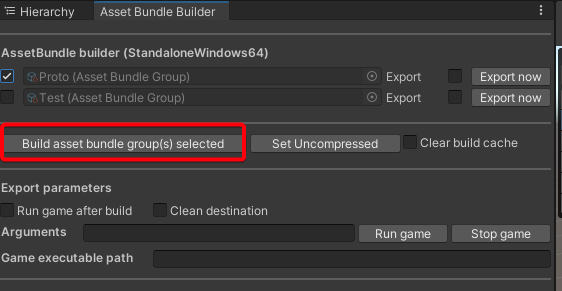 Hierarchy Asset Bundle Builder
AssetBundle builder (StandaloneWindows64)
Proto (Asset Bundle Group) Export Export now
Test (Asset Bundle Group) Export Export now
Build asset bundle group(s) selected Set Uncompressed Clear build cache
Export parameters
Run game after build Clean destination
Arguments Run game Stop game
Game executable path